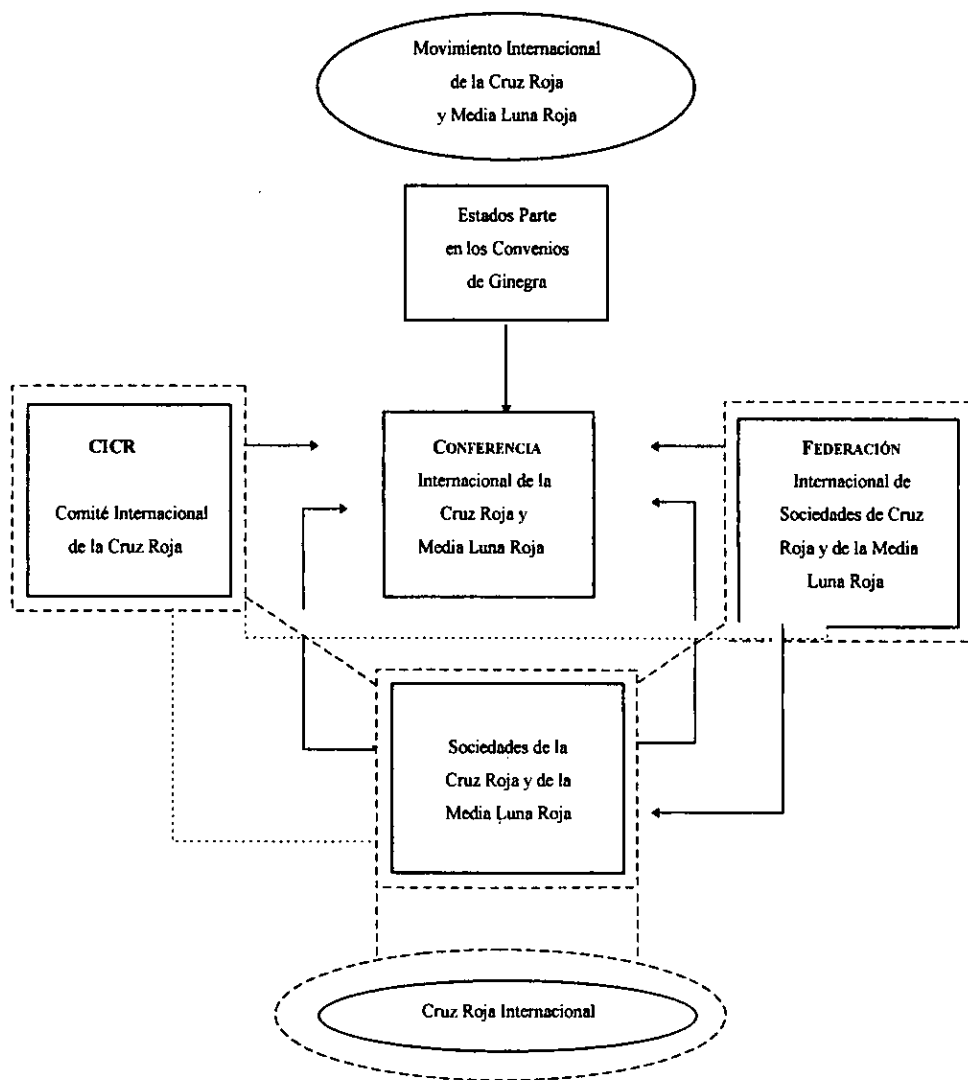 Movimiento Internacional
de la Cruz Roja
y Media Luna Roja
Estados Parte
en los Convenios
de Ginegra
CICR
Comité Internacional
de la Cruz Roja
CONFERENCIA
Internacional de la
Cruz Roja y
Media Luna Roja
FEDERACIÓN
Internacional de
Sociedades de Cruz
Roja y de la Media
Luna Roja
Sociedades de la
Cruz Roja y de la
Media Luna Roja
Cruz Roja Internacional